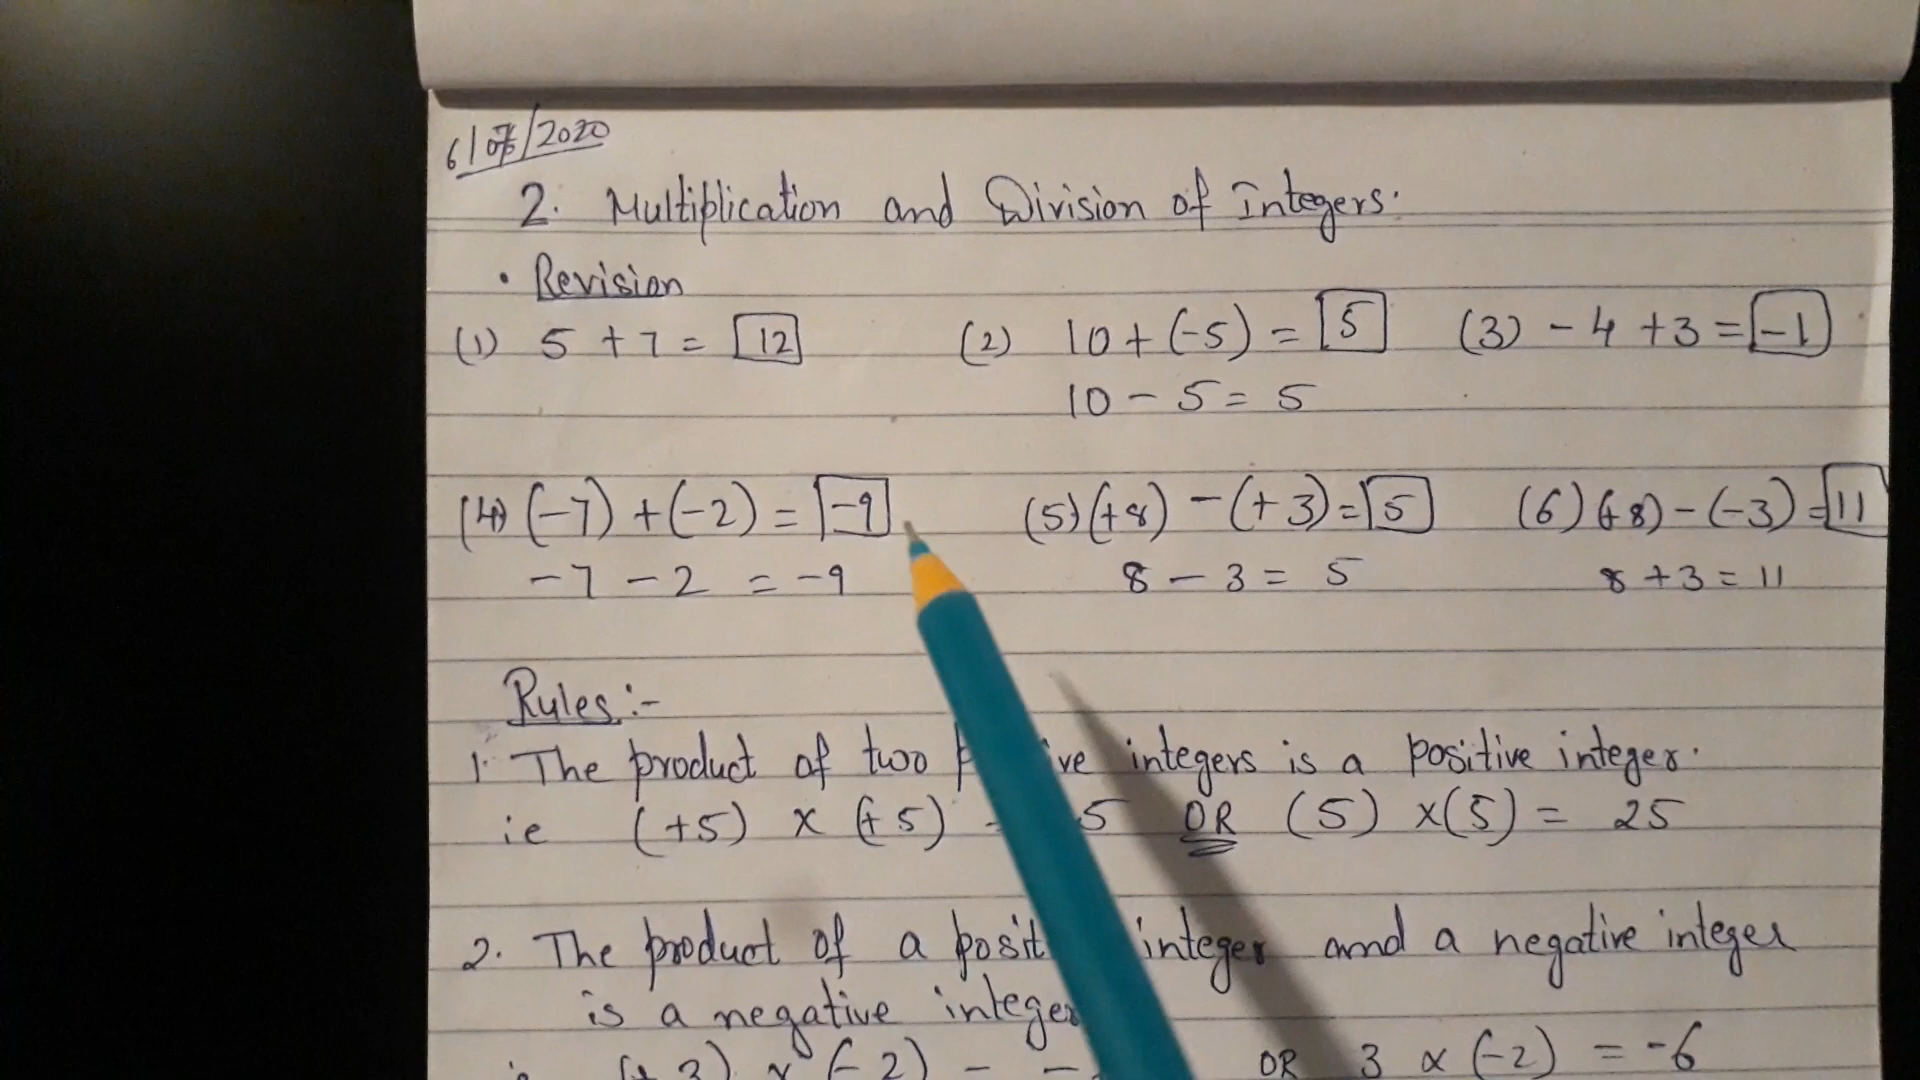 2. Multiplication and Division of Integers.
• Revision
(1) 5 + 7 = 12 (2) 10 + (-5) = 5 (3) - 4 + 3 = -1
10 - 5 = 5
(4) (-7) + (-2) = -9 (5) (+8) - (+3) = 5 (6) (+8) - (-3) = 11
-7 - 2 = -9 8 - 3 = 5 8 + 3 = 11
Rules :-
1. The product of two integers is a positive integer.
ie (+5) x (+5) OR (5) x (5) = 25
2. The product of a integer and a negative integer
is a negative integer
OR 3 x (-2) = -6